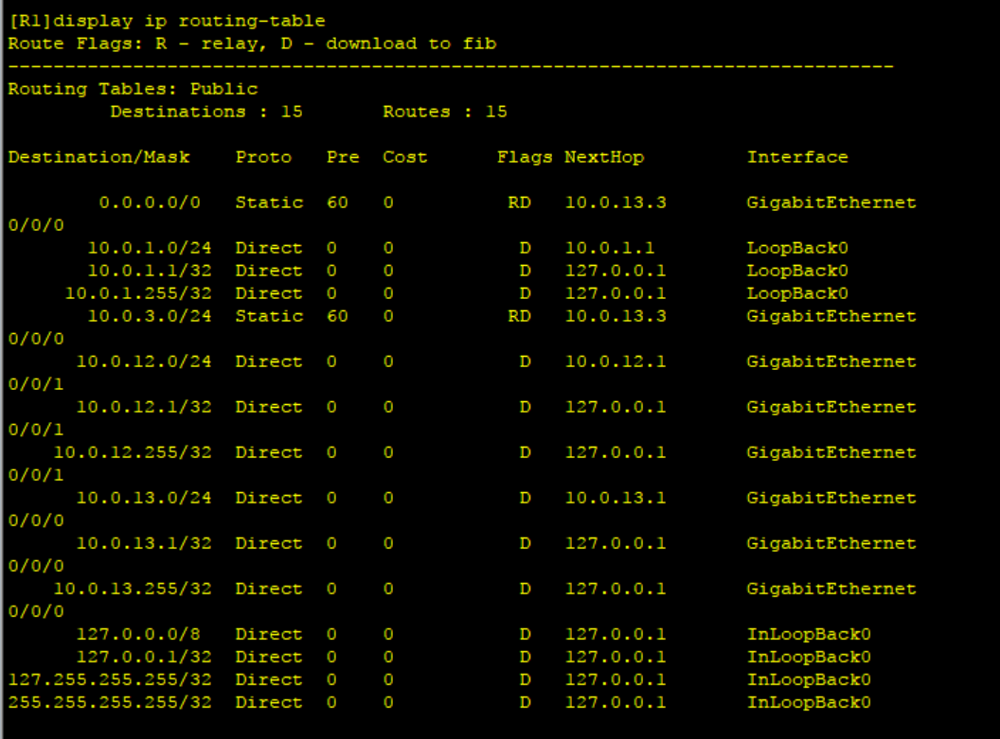 [R1]display ip routing-table
Route Flags: R - relay, D - download to fib
------------------------------------------------------------------------------
Routing Tables: Public
         Destinations : 15       Routes : 15

Destination/Mask    Proto   Pre  Cost      Flags NextHop         Interface

        0.0.0.0/0   Static  60   0          RD   10.0.13.3       GigabitEthernet
0/0/0
       10.0.1.0/24  Direct  0    0           D   10.0.1.1        LoopBack0
       10.0.1.1/32  Direct  0    0           D   127.0.0.1       LoopBack0
     10.0.1.255/32  Direct  0    0           D   127.0.0.1       LoopBack0
       10.0.3.0/24  Static  60   0          RD   10.0.13.3       GigabitEthernet
0/0/0
      10.0.12.0/24  Direct  0    0           D   10.0.12.1       GigabitEthernet
0/0/1
      10.0.12.1/32  Direct  0    0           D   127.0.0.1       GigabitEthernet
0/0/1
    10.0.12.255/32  Direct  0    0           D   127.0.0.1       GigabitEthernet
0/0/1
      10.0.13.0/24  Direct  0    0           D   10.0.13.1       GigabitEthernet
0/0/0
      10.0.13.1/32  Direct  0    0           D   127.0.0.1       GigabitEthernet
0/0/0
    10.0.13.255/32  Direct  0    0           D   127.0.0.1       GigabitEthernet
0/0/0
      127.0.0.0/8   Direct  0    0           D   127.0.0.1       InLoopBack0
      127.0.0.1/32  Direct  0    0           D   127.0.0.1       InLoopBack0
127.255.255.255/32  Direct  0    0           D   127.0.0.1       InLoopBack0
255.255.255.255/32  Direct  0    0           D   127.0.0.1       InLoopBack0